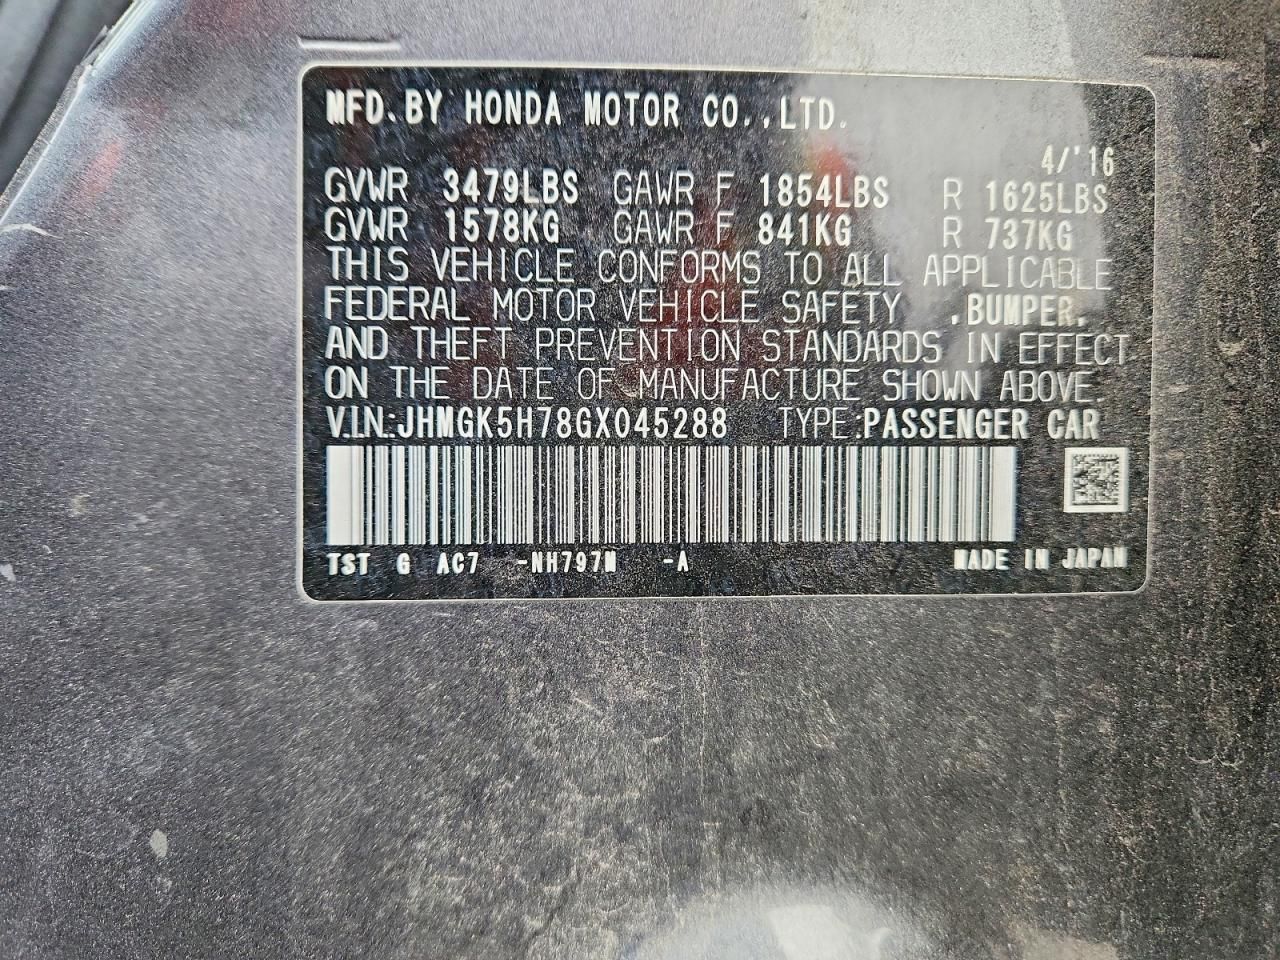 MFD.BY HONDA MOTOR CO.,LTD.
4/'16
GVWR 3479LBS GAWR F 1854LBS R 1625LBS
GVWR 1578KG GAWR F 841KG R 737KG
THIS VEHICLE CONFORMS TO ALL APPLICABLE
FEDERAL MOTOR VEHICLE SAFETY ,BUMPER,
AND THEFT PREVENTION STANDARDS IN EFFECT
ON THE DATE OF MANUFACTURE SHOWN ABOVE.
V.I.N.:JHMGK5H78GX045288 TYPE:PASSENGER CAR
TST G AC7 -NH797M -A MADE IN JAPAN